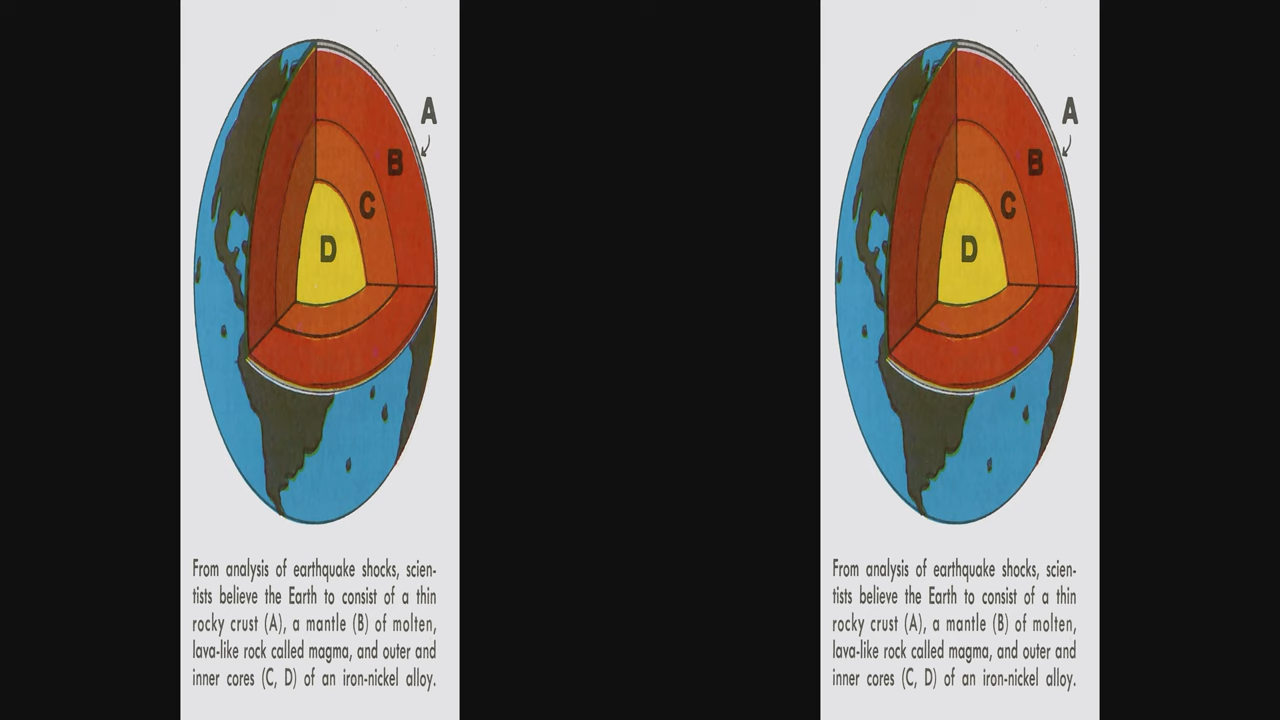 A
B
C
D
From analysis of earthquake shocks, scien-
tists believe the Earth to consist of a thin
rocky crust (A), a mantle (B) of molten,
lava-like rock called magma, and outer and
inner cores (C, D) of an iron-nickel alloy.
A
B
C
D
From analysis of earthquake shocks, scien-
tists believe the Earth to consist of a thin
rocky crust (A), a mantle (B) of molten,
lava-like rock called magma, and outer and
inner cores (C, D) of an iron-nickel alloy.